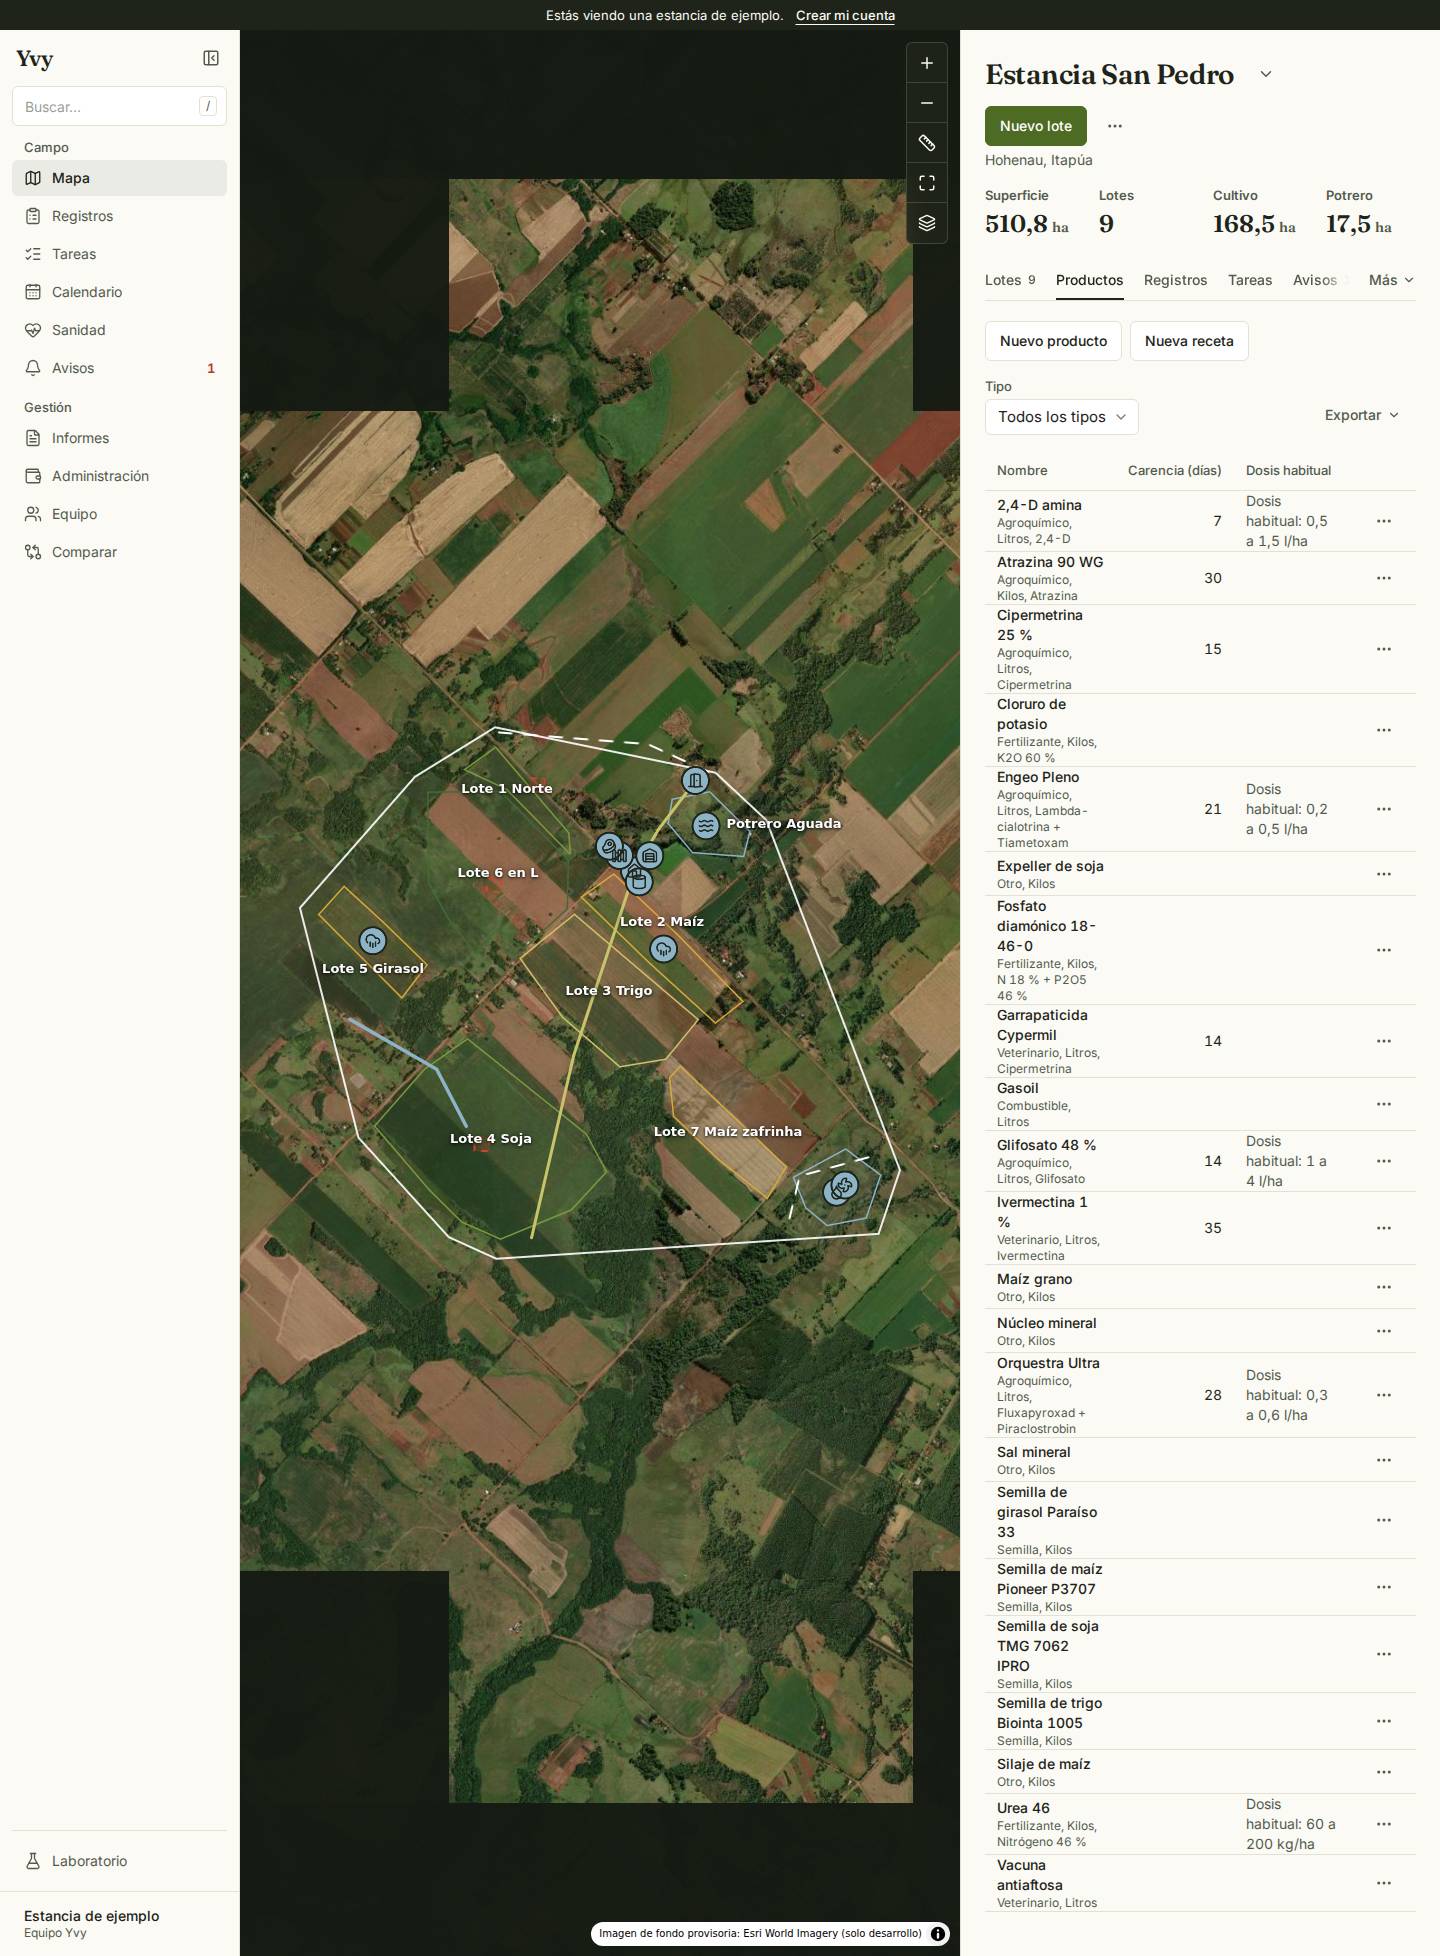 Estás viendo una estancia de ejemplo. Crear mi cuenta
Yvy
Buscar... /
Campo
Mapa
Registros
Tareas
Calendario
Sanidad
Avisos 1
Gestión
Informes
Administración
Equipo
Comparar
Laboratorio
Estancia de ejemplo
Equipo Yvy
Lote 1 Norte
Potrero Aguada
Lote 6 en L
Lote 2 Maíz
Lote 5 Girasol
Lote 3 Trigo
Lote 4 Soja
Lote 7 Maíz zafrinha
Imagen de fondo provisoria: Esri World Imagery (solo desarrollo)
Estancia San Pedro
Nuevo lote
Hohenau, Itapúa
Superficie Lotes Cultivo Potrero
510,8 ha 9 168,5 ha 17,5 ha
Lotes 9 Productos Registros Tareas Avisos Más
Nuevo producto Nueva receta
Tipo
Todos los tipos Exportar
Nombre Carencia (días) Dosis habitual
2,4-D amina
Agroquímico,
Litros, 2,4-D
7
Dosis
habitual: 0,5
a 1,5 l/ha
Atrazina 90 WG
Agroquímico,
Kilos, Atrazina
30
Cipermetrina
25 %
Agroquímico,
Litros,
Cipermetrina
15
Cloruro de
potasio
Fertilizante, Kilos,
K2O 60 %
Engeo Pleno
Agroquímico,
Litros, Lambda-
cialotrina +
Tiametoxam
21
Dosis
habitual: 0,2
a 0,5 l/ha
Expeller de soja
Otro, Kilos
Fosfato
diamónico 18-
46-0
Fertilizante, Kilos,
N 18 % + P2O5
46 %
Garrapaticida
Cypermil
Veterinario, Litros,
Cipermetrina
14
Gasoil
Combustible,
Litros
Glifosato 48 %
Agroquímico,
Litros, Glifosato
14
Dosis
habitual: 1 a
4 l/ha
Ivermectina 1
%
Veterinario, Litros,
Ivermectina
35
Maíz grano
Otro, Kilos
Núcleo mineral
Otro, Kilos
Orquestra Ultra
Agroquímico,
Litros,
Fluxapyroxad +
Piraclostrobin
28
Dosis
habitual: 0,3
a 0,6 l/ha
Sal mineral
Otro, Kilos
Semilla de
girasol Paraíso
33
Semilla, Kilos
Semilla de maíz
Pioneer P3707
Semilla, Kilos
Semilla de soja
TMG 7062
IPRO
Semilla, Kilos
Semilla de trigo
Biointa 1005
Semilla, Kilos
Silaje de maíz
Otro, Kilos
Urea 46
Fertilizante, Kilos,
Nitrógeno 46 %
Dosis
habitual: 60 a
200 kg/ha
Vacuna
antiaftosa
Veterinario, Litros